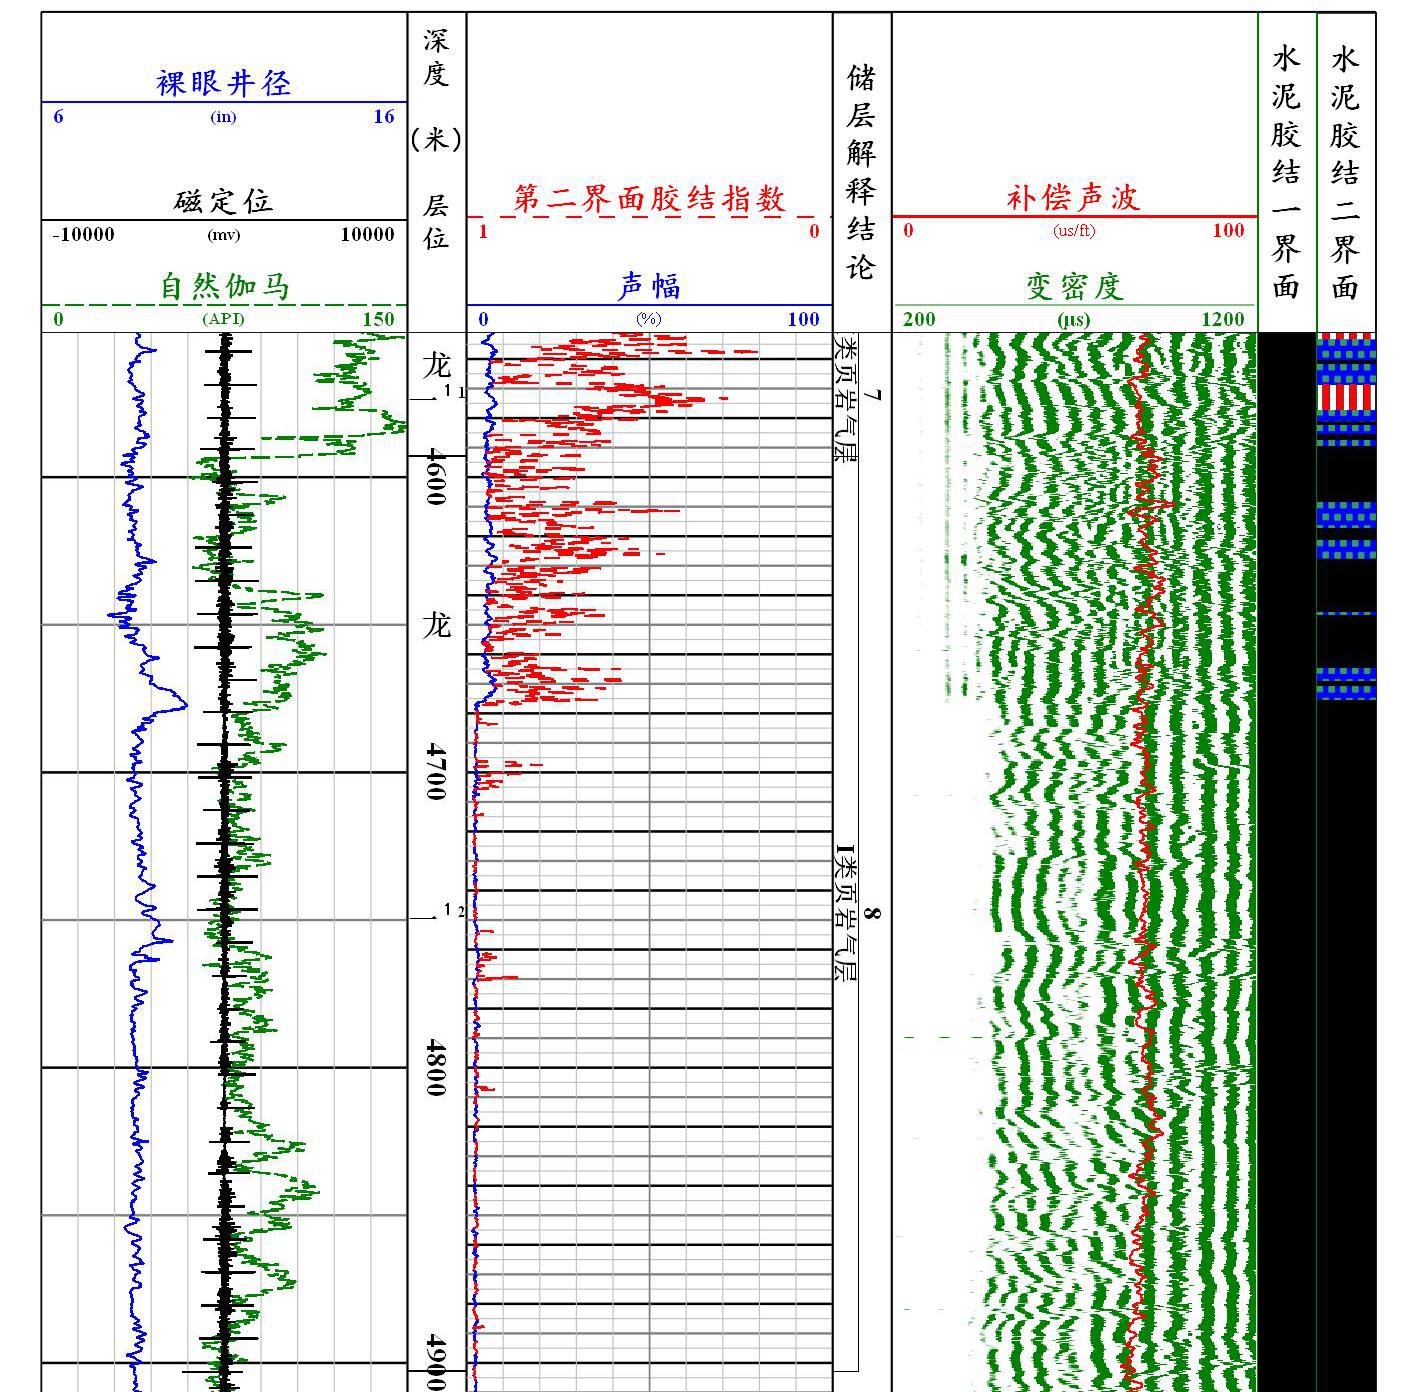 裸眼井径
6 (in) 16
磁定位
-10000 (mv) 10000
自然伽马
0 (API) 150
深度
(米)
层位
第二界面胶结指数
1 0
声幅
0 (%) 100
储层解释结论
补偿声波
0 (us/ft) 100
变密度
200 (μs) 1200
水泥胶结一界面
水泥胶结二界面
龙
一 1 1
4600
龙
4700
一 1 2
4800
4900
类页岩气层
7
I类页岩气层
8